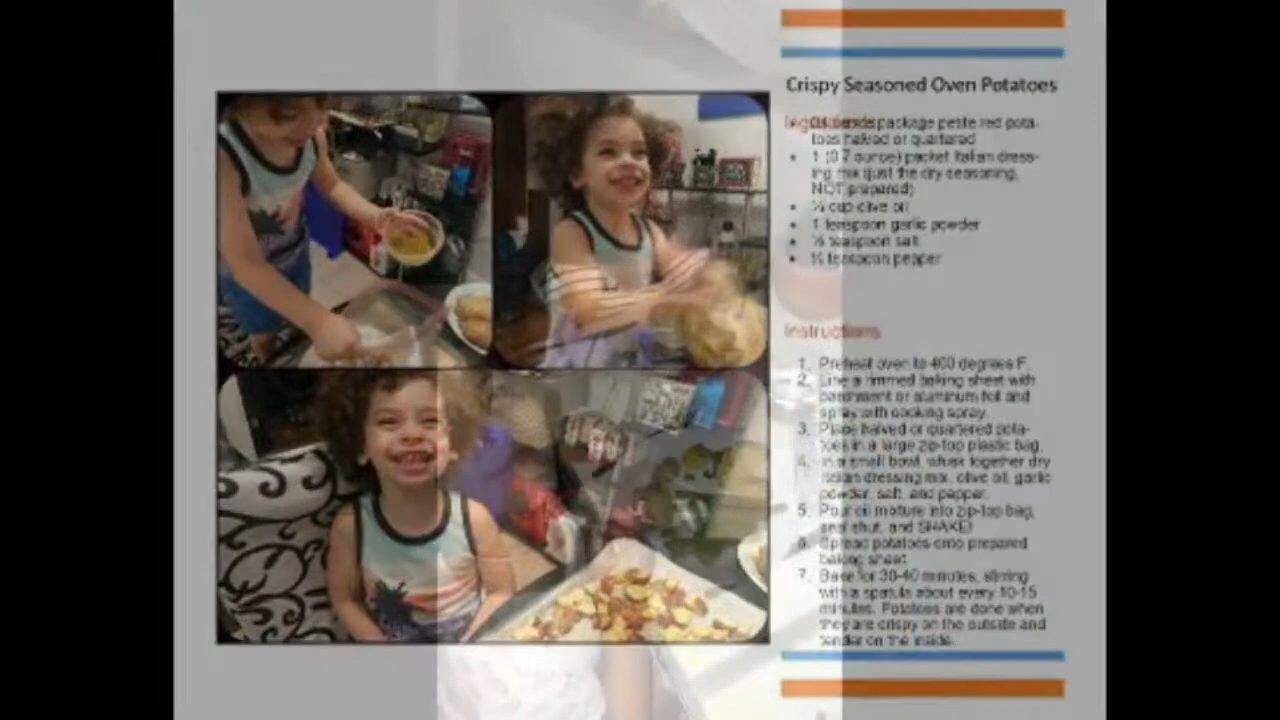 Crispy Seasoned Oven Potatoes
package petite red pota-
toes halved or quartered
• 1 (0.7 ounce) packet Italian dress-
ing mix (just the dry seasoning,
NOT prepared)
cup olive oil
• 1 teaspoon garlic powder
teaspoon salt
teaspoon pepper
Instructions
1. Preheat oven to 400 degrees F.
2. Line a rimmed baking sheet with
parchment or aluminum foil and
spray with cooking spray.
3. Place halved or quartered pota-
toes in a large zip-top plastic bag.
4. In a small bowl, whisk together dry
Italian dressing mix, olive oil, garlic
powder, salt, and pepper.
5. Pour oil mixture into zip-top bag,
seal shut, and SHAKE!
6. Spread potatoes onto prepared
baking sheet
7. Bake for 30-40 minutes, stirring
with a spatula about every 10-15
minutes. Potatoes are done when
they are crispy on the outside and
tender on the inside.